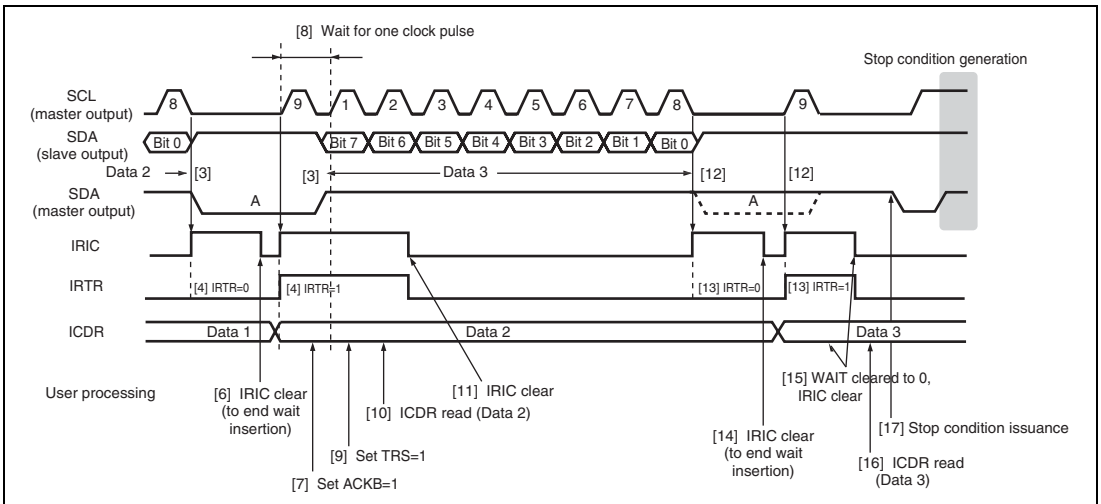 [8] Wait for one clock pulse
Stop condition generation
SCL
(master output)
8 9 1 2 3 4 5 6 7 8 9
SDA
(slave output)
Bit 0 Bit 7 Bit 6 Bit 5 Bit 4 Bit 3 Bit 2 Bit 1 Bit 0
Data 2 [3] [3] Data 3 [12] [12]
SDA
(master output)
A A
IRIC
IRTR
[4] IRTR=0 [4] IRTR=1 [13] IRTR=0 [13] IRTR=1
ICDR
Data 1 Data 2 Data 3
User processing
[6] IRIC clear
(to end wait
insertion)
[11] IRIC clear
[10] ICDR read (Data 2)
[9] Set TRS=1
[7] Set ACKB=1
[15] WAIT cleared to 0,
IRIC clear
[14] IRIC clear
(to end wait
insertion)
[17] Stop condition issuance
[16] ICDR read
(Data 3)